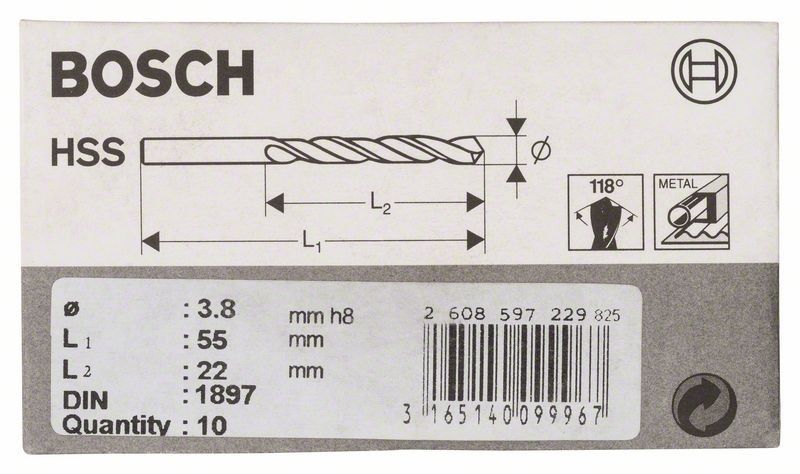 BOSCH
HSS
Ø
L2
L1
118°
METAL
ø : 3.8 mm h8
L1 : 55 mm
L2 : 22 mm
DIN : 1897
Quantity : 10
2 608 597 229 825
3 165140 099967